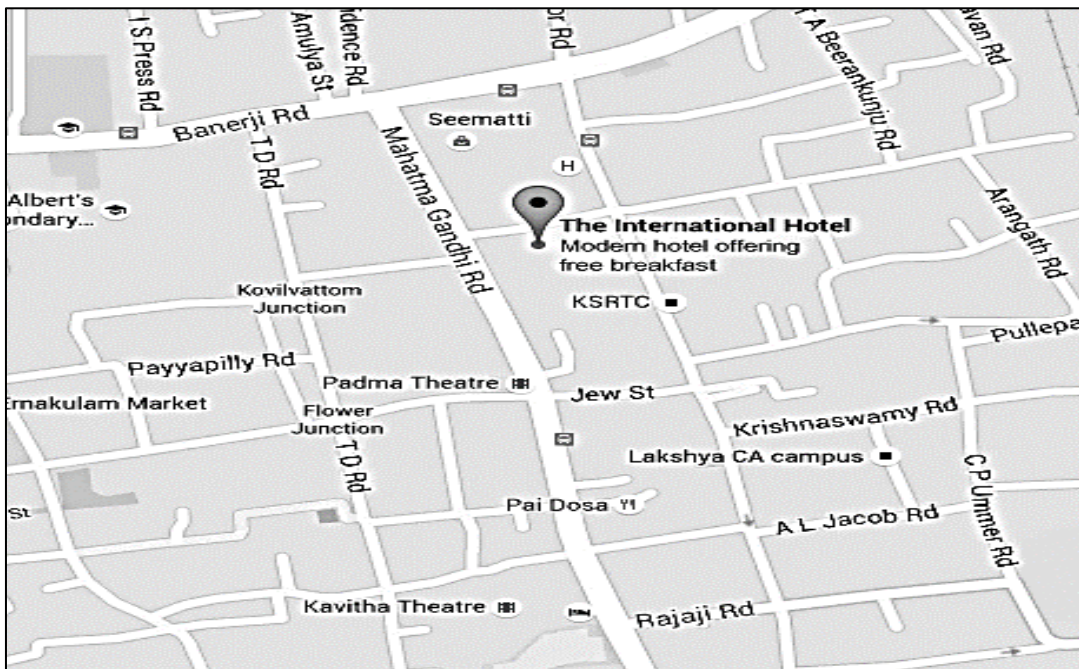 I S Press Rd
Amulya St
idence Rd
or Rd
T A Beerankunju Rd
avan Rd
Banerji Rd
T D Rd
Mahatma Gandhi Rd
Seematti
H
Albert's
ondary...
The International Hotel
Modern hotel offering
free breakfast
Arangath Rd
Kovilvattom
Junction
KSRTC
Pullepa
Payyapilly Rd
Padma Theatre
Jew St
Ernakulam Market
Flower
Junction
Krishnaswamy Rd
T D Rd
Lakshya CA campus
C P Ummer Rd
Pai Dosa
St
A L Jacob Rd
Kavitha Theatre
Rajaji Rd